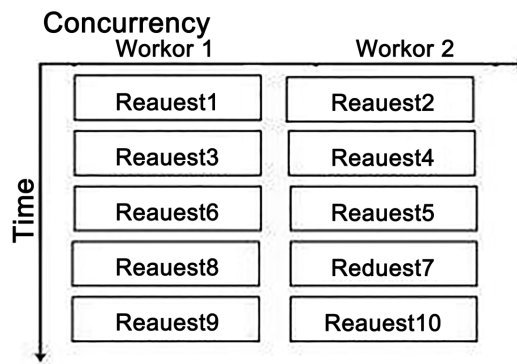 Concurrency
Workor 1 Workor 2
Reauest1 Reauest2
Reauest3 Reauest4
Time
Reauest6 Reauest5
Reauest8 Reduest7
Reauest9 Reauest10